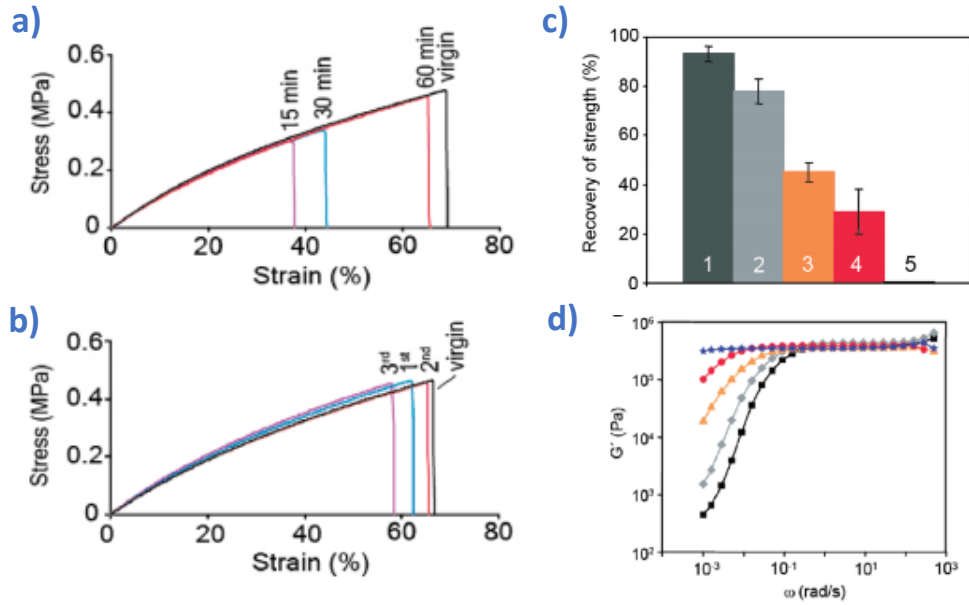 a)
0.6
0.4
0.2
0
Stress (MPa)
15 min
30 min
60 min
virgin
0 20 40 60 80
Strain (%)
b)
0.6
0.4
0.2
0
Stress (MPa)
3rd
1st
2nd
virgin
0 20 40 60 80
Strain (%)
c)
100
80
60
40
20
0
Recovery of strength (%)
1 2 3 4 5
d)
10⁶
10⁵
10⁴
10³
10²
G´ (Pa)
10⁻³ 10⁻¹ 10¹ 10³
ω (rad/s)